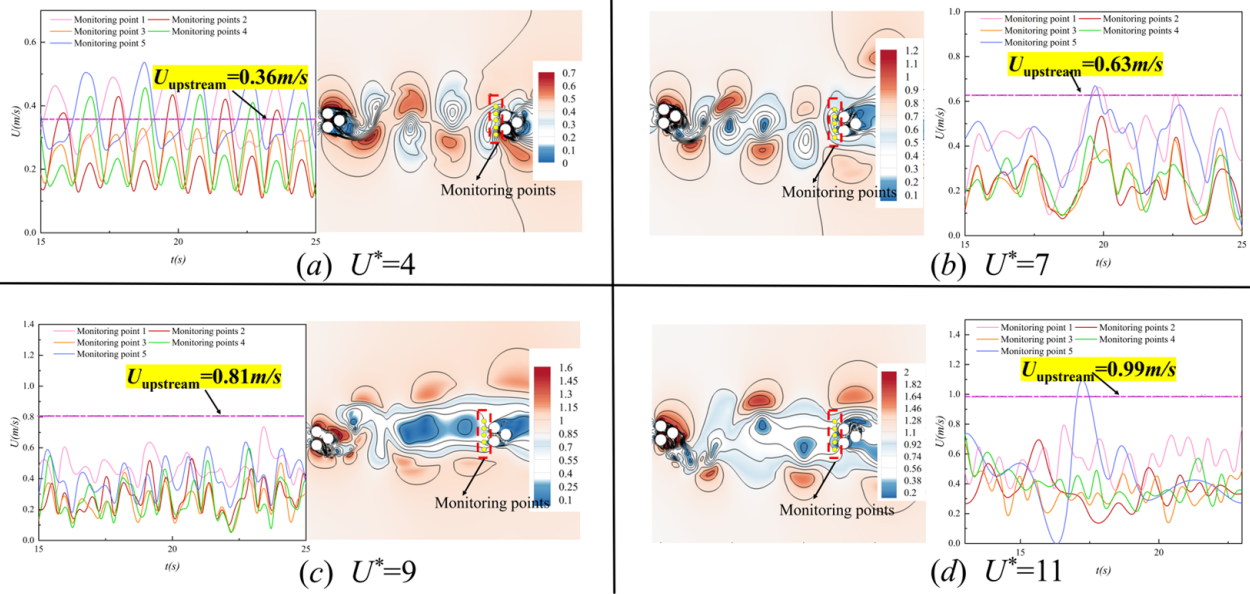 Monitoring point 1 Monitoring points 2
Monitoring point 3 Monitoring points 4
Monitoring point 5
U_upstream=0.36m/s
U(m/s)
0.6
0.4
0.2
0.0
15 20 25
t(s)
0.7
0.6
0.5
0.4
0.3
0.2
0.1
0
Monitoring points
(a) U*=4
Monitoring point 1 Monitoring points 2
Monitoring point 3 Monitoring points 4
Monitoring point 5
U_upstream=0.63m/s
1.2
1.1
1
0.9
0.8
0.7
0.6
0.5
0.4
0.3
0.2
0.1
Monitoring points
U(m/s)
1.0
0.8
0.6
0.4
0.2
0.0
15 20 25
t(s)
(b) U*=7
Monitoring point 1 Monitoring points 2
Monitoring point 3 Monitoring points 4
Monitoring point 5
U_upstream=0.81m/s
U(m/s)
1.4
1.2
1.0
0.8
0.6
0.4
0.2
0.0
15 20 25
t(s)
1.6
1.45
1.3
1.15
1
0.85
0.7
0.55
0.4
0.25
0.1
Monitoring points
(c) U*=9
Monitoring point 1 Monitoring points 2
Monitoring point 3 Monitoring points 4
Monitoring point 5
U_upstream=0.99m/s
2
1.82
1.64
1.46
1.28
1.1
0.92
0.74
0.56
0.38
0.2
Monitoring points
U(m/s)
1.4
1.2
1.0
0.8
0.6
0.4
0.2
0.0
15 20
t(s)
(d) U*=11